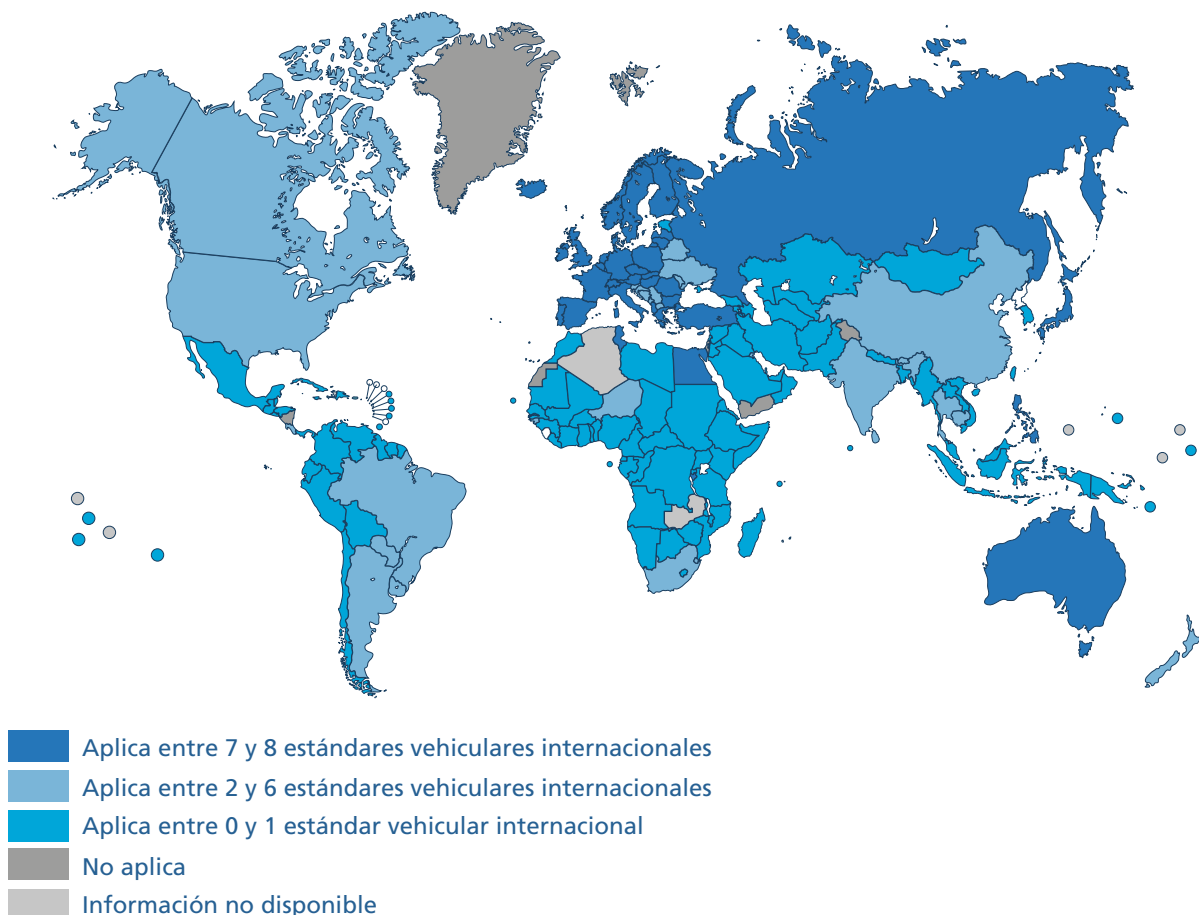 Aplica entre 7 y 8 estándares vehiculares internacionales
Aplica entre 2 y 6 estándares vehiculares internacionales
Aplica entre 0 y 1 estándar vehicular internacional
No aplica
Información no disponible